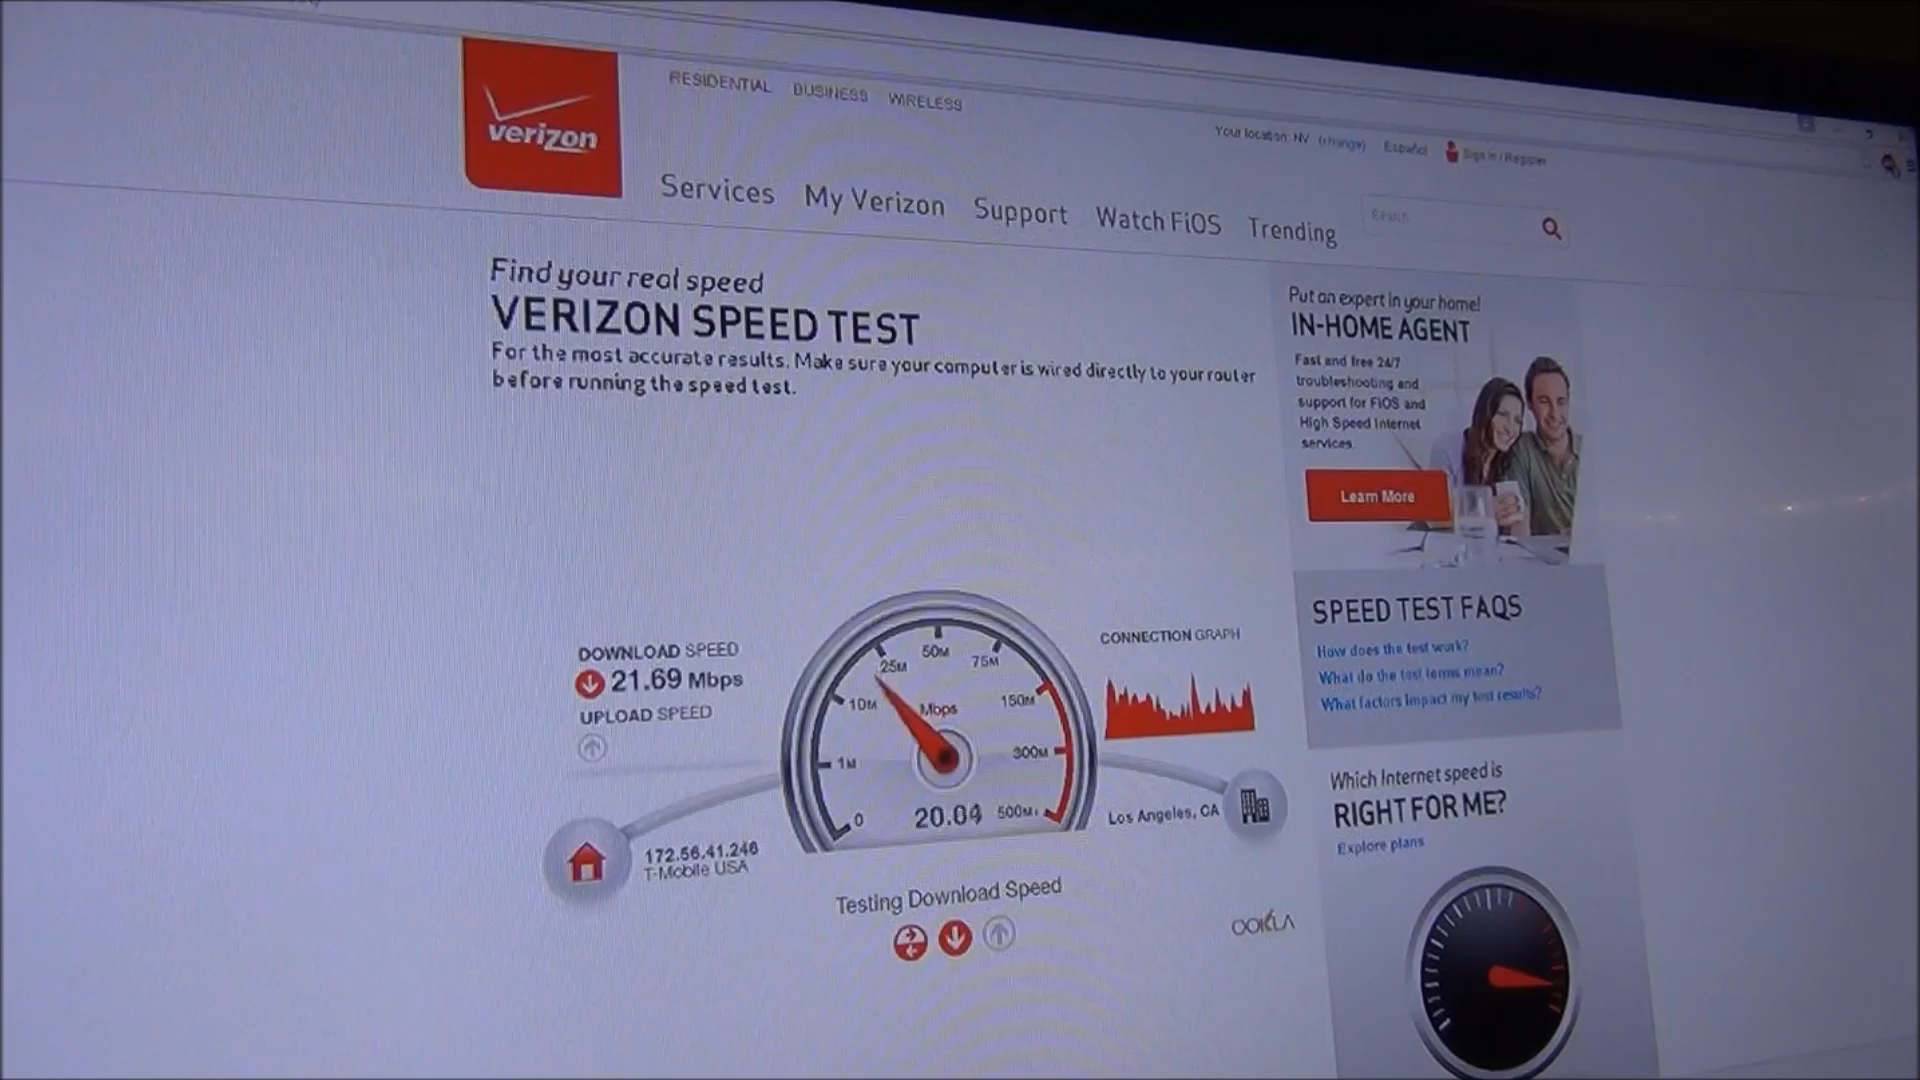 verizon
RESIDENTIAL BUSINESS WIRELESS
Your location: NV (change) Español Sign In / Register
Services My Verizon Support Watch FiOS Trending
Search
Find your real speed
VERIZON SPEED TEST
For the most accurate results, Make sure your computer is wired directly to your router
before running the speed test.
Put an expert in your home!
IN-HOME AGENT
Fast and free 24/7
troubleshooting and
support for FiOS and
High Speed Internet
services.
Learn More
SPEED TEST FAQS
How does the test work?
What do the test terms mean?
What factors impact my test results?
Which Internet speed is
RIGHT FOR ME?
Explore plans
DOWNLOAD SPEED
21.69 Mbps
UPLOAD SPEED
0
1M
10M
25M
50M
75M
150M
300M
500M+
Mbps
CONNECTION GRAPH
Los Angeles, CA
172.56.41.246
T-Mobile USA
Testing Download Speed
OOKLA